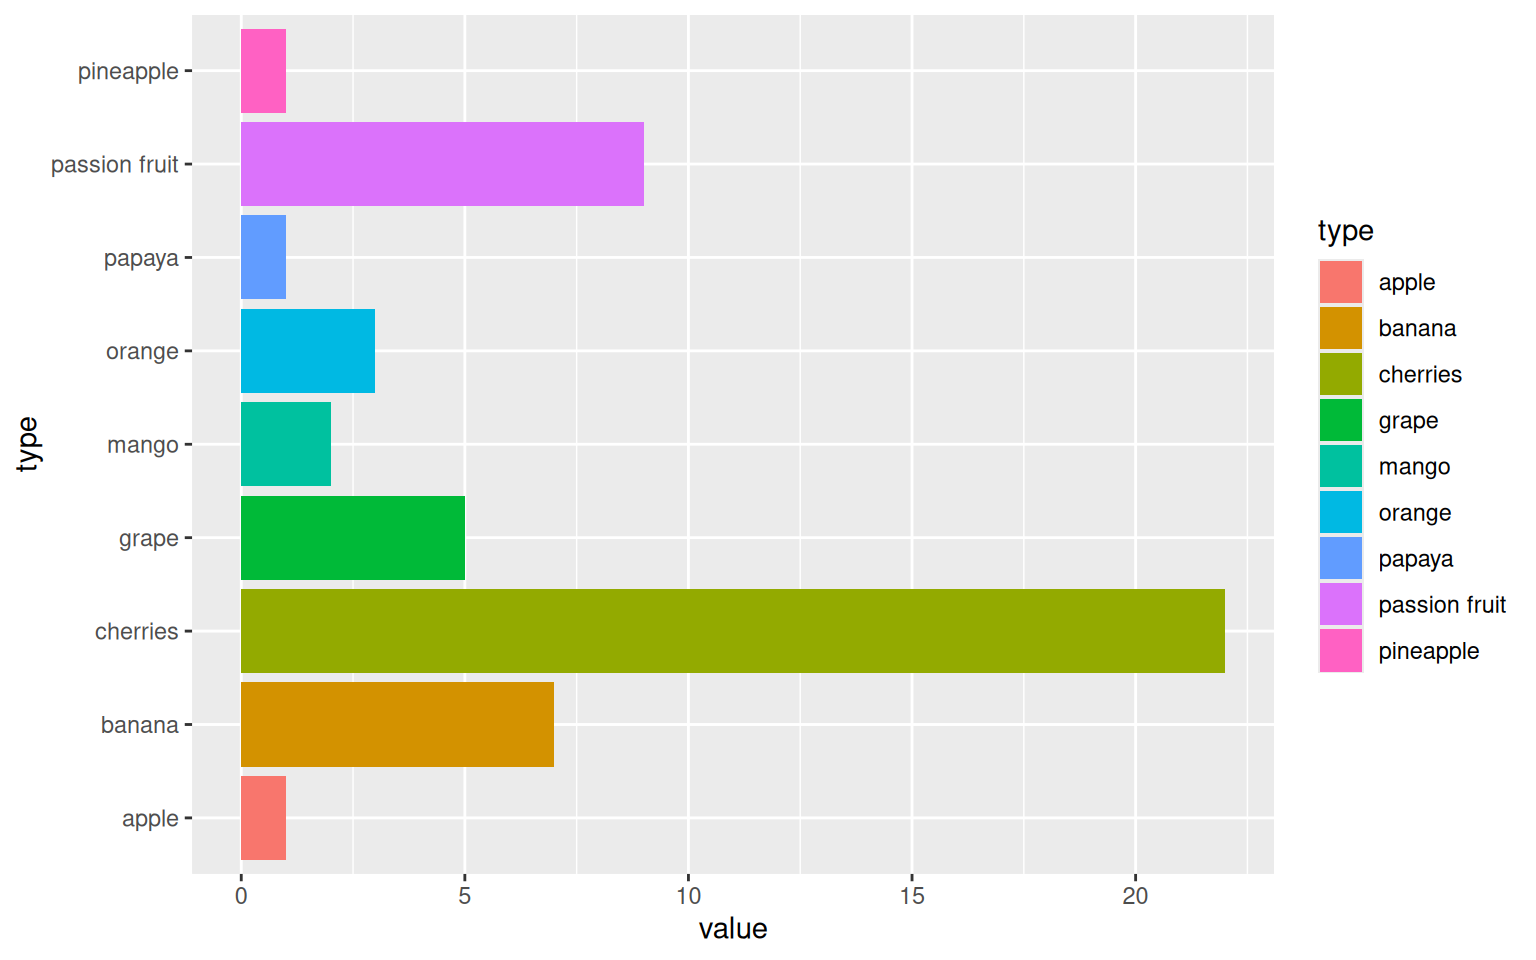 type
pineapple
passion fruit
papaya
orange
mango
grape
cherries
banana
apple
0 5 10 15 20
value
type
apple
banana
cherries
grape
mango
orange
papaya
passion fruit
pineapple